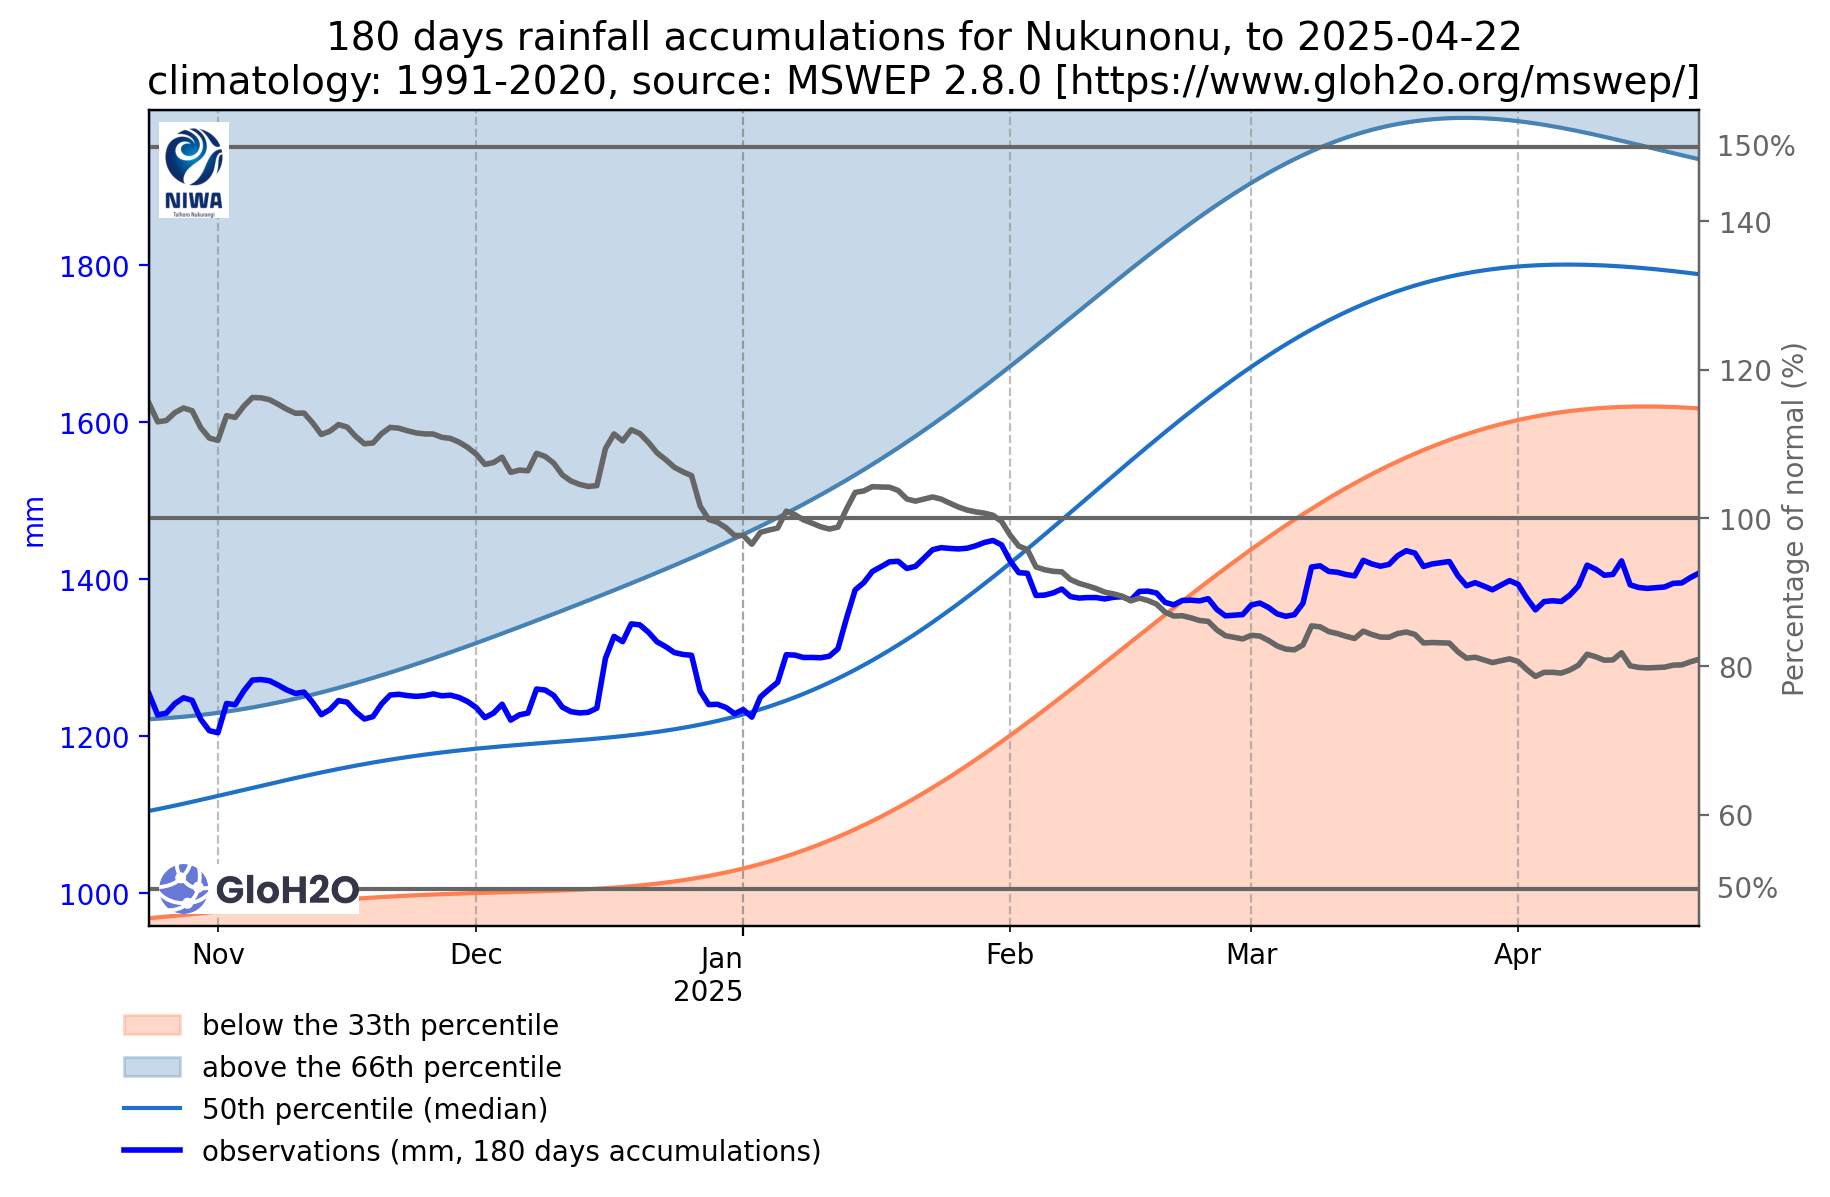 180 days rainfall accumulations for Nukunonu, to 2025-04-22
climatology: 1991-2020, source: MSWEP 2.8.0 [https://www.gloh2o.org/mswep/]
NIWA
Taihoro Nukurangi
150%
140
120
100
80
60
50%
Percentage of normal (%)
1800
1600
1400
1200
1000
mm
GloH2O
Nov
Dec
Jan
2025
Feb
Mar
Apr
below the 33th percentile
above the 66th percentile
50th percentile (median)
observations (mm, 180 days accumulations)